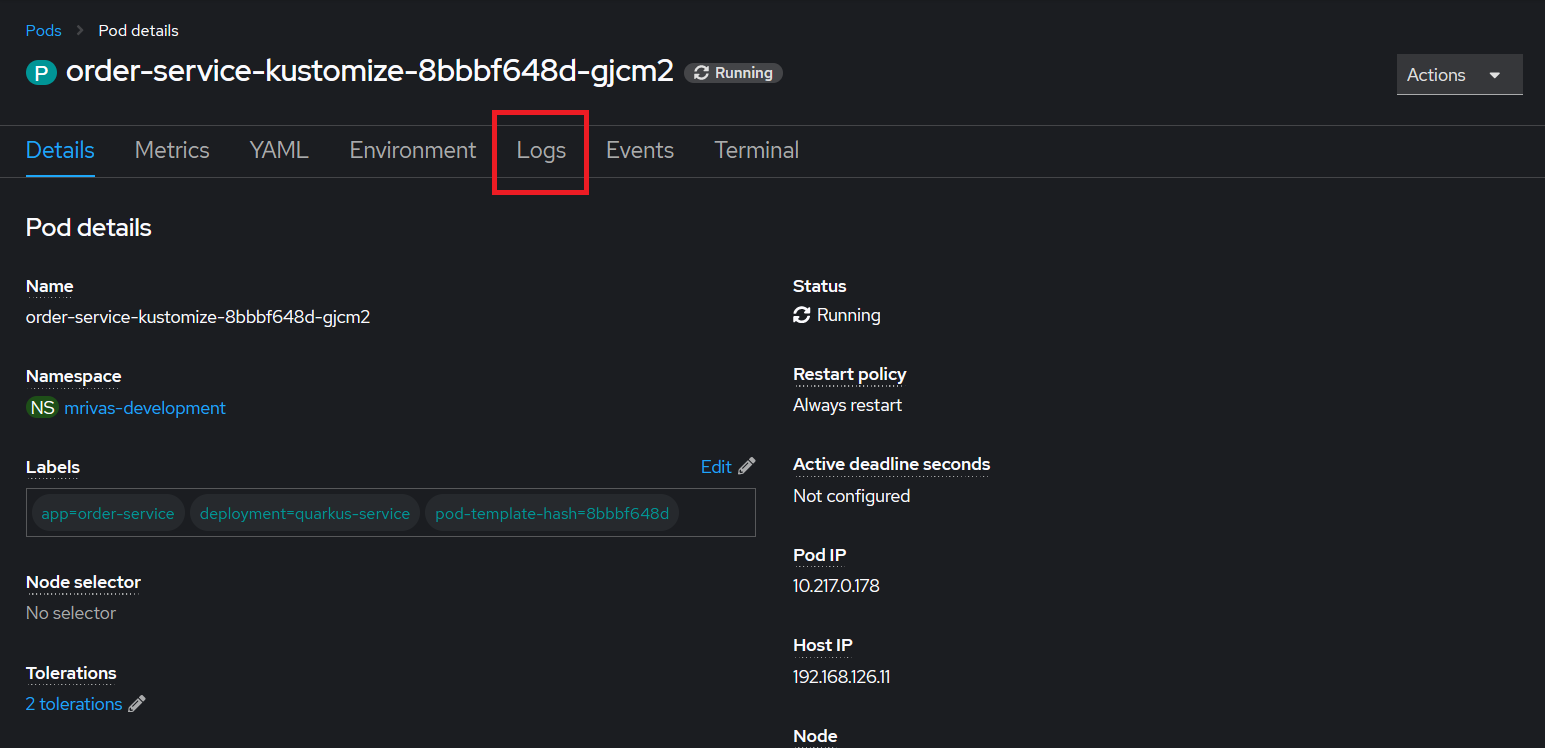 Pods > Pod details
P order-service-kustomize-8bbbf648d-gjcm2 Running
Actions
Details Metrics YAML Environment Logs Events Terminal
Pod details
Name
order-service-kustomize-8bbbf648d-gjcm2
Namespace
NS mrivas-development
Labels
Edit
app=order-service deployment=quarkus-service pod-template-hash=8bbbf648d
Node selector
No selector
Tolerations
2 tolerations
Status
Running
Restart policy
Always restart
Active deadline seconds
Not configured
Pod IP
10.217.0.178
Host IP
192.168.126.11
Node